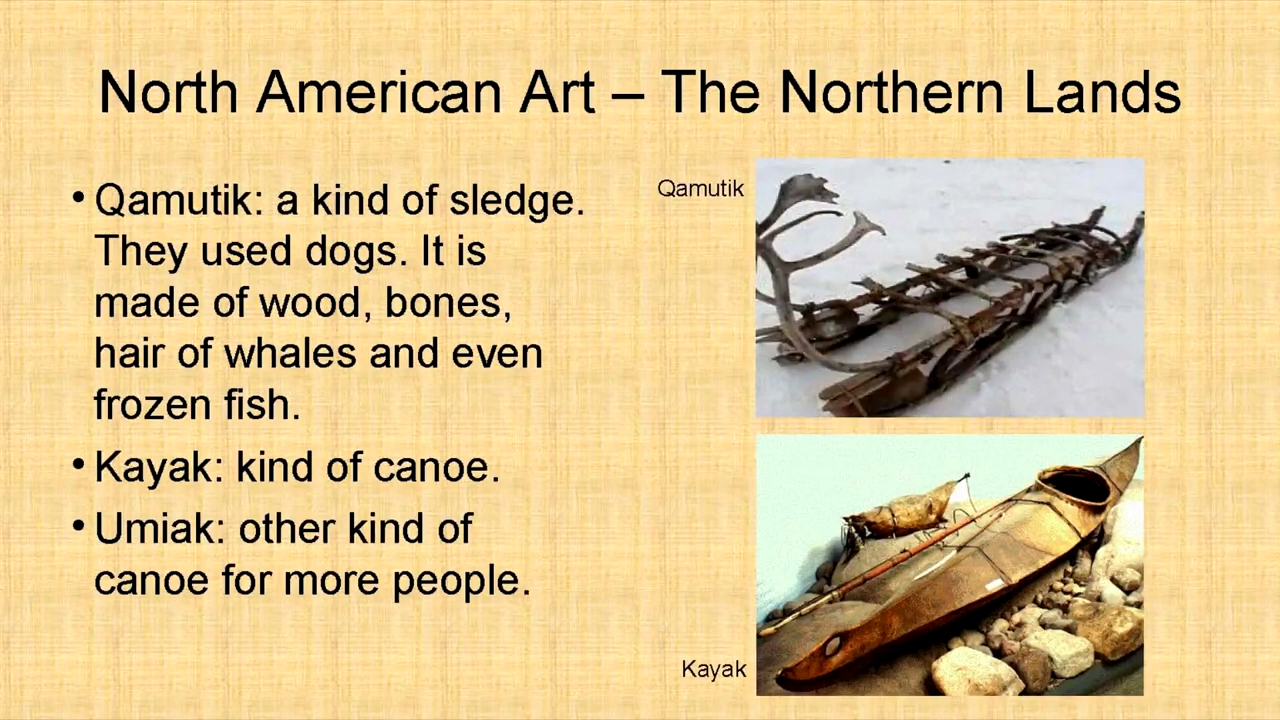 North American Art – The Northern Lands
• Qamutik: a kind of sledge.
They used dogs. It is
made of wood, bones,
hair of whales and even
frozen fish.
• Kayak: kind of canoe.
• Umiak: other kind of
canoe for more people.
Qamutik
Kayak